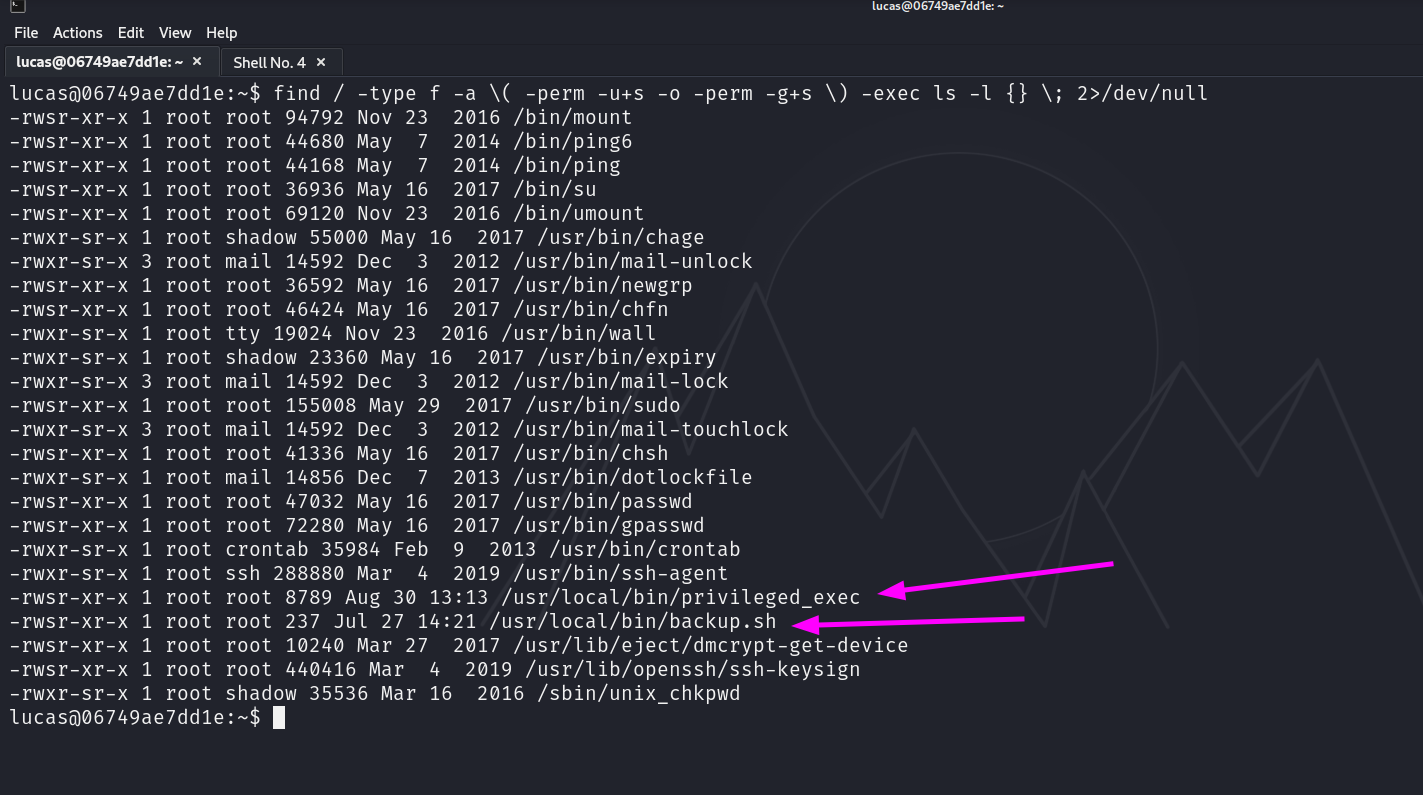 lucas@06749ae7dd1e: ~
File Actions Edit View Help
lucas@06749ae7dd1e: ~ × Shell No. 4 ×
lucas@06749ae7dd1e:~$ find / -type f -a \( -perm -u+s -o -perm -g+s \) -exec ls -l {} \; 2>/dev/null
-rwsr-xr-x 1 root root 94792 Nov 23  2016 /bin/mount
-rwsr-xr-x 1 root root 44680 May  7  2014 /bin/ping6
-rwsr-xr-x 1 root root 44168 May  7  2014 /bin/ping
-rwsr-xr-x 1 root root 36936 May 16  2017 /bin/su
-rwsr-xr-x 1 root root 69120 Nov 23  2016 /bin/umount
-rwxr-sr-x 1 root shadow 55000 May 16  2017 /usr/bin/chage
-rwxr-sr-x 3 root mail 14592 Dec  3  2012 /usr/bin/mail-unlock
-rwsr-xr-x 1 root root 36592 May 16  2017 /usr/bin/newgrp
-rwsr-xr-x 1 root root 46424 May 16  2017 /usr/bin/chfn
-rwxr-sr-x 1 root tty 19024 Nov 23  2016 /usr/bin/wall
-rwxr-sr-x 1 root shadow 23360 May 16  2017 /usr/bin/expiry
-rwxr-sr-x 3 root mail 14592 Dec  3  2012 /usr/bin/mail-lock
-rwsr-xr-x 1 root root 155008 May 29  2017 /usr/bin/sudo
-rwxr-sr-x 3 root mail 14592 Dec  3  2012 /usr/bin/mail-touchlock
-rwsr-xr-x 1 root root 41336 May 16  2017 /usr/bin/chsh
-rwxr-sr-x 1 root mail 14856 Dec  7  2013 /usr/bin/dotlockfile
-rwsr-xr-x 1 root root 47032 May 16  2017 /usr/bin/passwd
-rwsr-xr-x 1 root root 72280 May 16  2017 /usr/bin/gpasswd
-rwxr-sr-x 1 root crontab 35984 Feb  9  2013 /usr/bin/crontab
-rwxr-sr-x 1 root ssh 288880 Mar  4  2019 /usr/bin/ssh-agent
-rwsr-xr-x 1 root root 8789 Aug 30 13:13 /usr/local/bin/privileged_exec
-rwsr-xr-x 1 root root 237 Jul 27 14:21 /usr/local/bin/backup.sh
-rwsr-xr-x 1 root root 10240 Mar 27  2017 /usr/lib/eject/dmcrypt-get-device
-rwsr-xr-x 1 root root 440416 Mar  4  2019 /usr/lib/openssh/ssh-keysign
-rwxr-sr-x 1 root shadow 35536 Mar 16  2016 /sbin/unix_chkpwd
lucas@06749ae7dd1e:~$